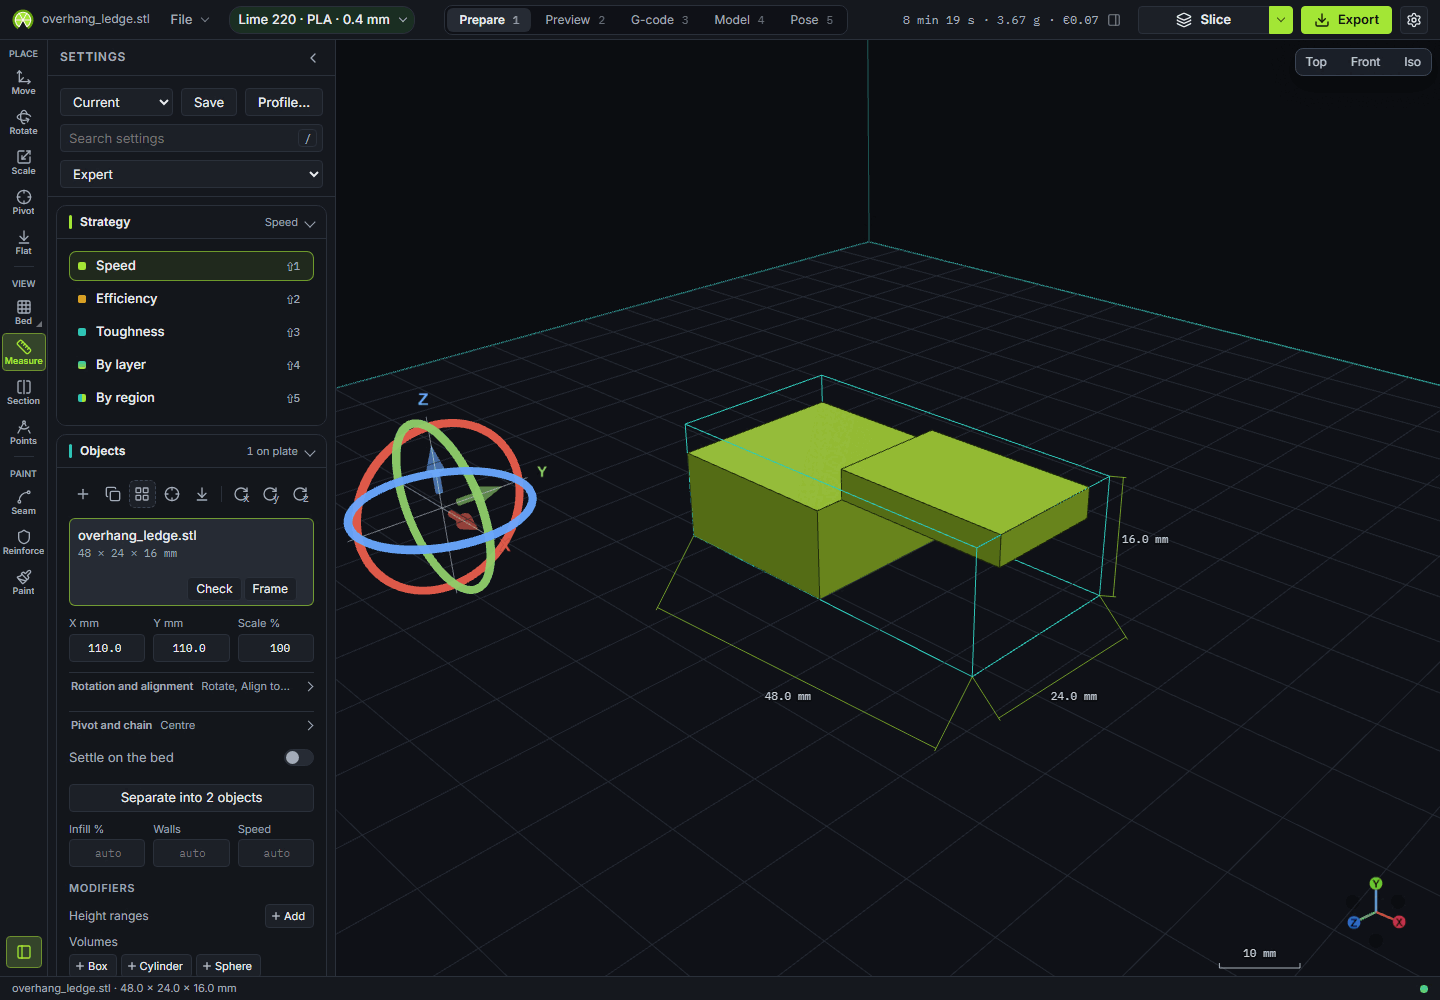 overhang_ledge.stl
File
Lime 220 · PLA · 0.4 mm
Prepare 1
Preview 2
G-code 3
Model 4
Pose 5
8 min 19 s · 3.67 g · €0.07
Slice
Export
PLACE
Move
Rotate
Scale
Pivot
Flat
VIEW
Bed
Measure
Section
Points
PAINT
Seam
Reinforce
Paint
SETTINGS
Current
Save
Profile...
Search settings
/
Expert
Strategy
Speed
Speed ⇧1
Efficiency ⇧2
Toughness ⇧3
By layer ⇧4
By region ⇧5
Objects
1 on plate
x
y
z
overhang_ledge.stl
48 × 24 × 16 mm
Check
Frame
X mm
Y mm
Scale %
110.0
110.0
100
Rotation and alignment
Rotate, Align to...
Pivot and chain
Centre
Settle on the bed
Separate into 2 objects
Infill %
Walls
Speed
auto
auto
auto
MODIFIERS
Height ranges
+ Add
Volumes
+ Box
+ Cylinder
+ Sphere
Top
Front
Iso
Z
Y
X
16.0 mm
48.0 mm
24.0 mm
Y
Z
X
10 mm
overhang_ledge.stl · 48.0 × 24.0 × 16.0 mm